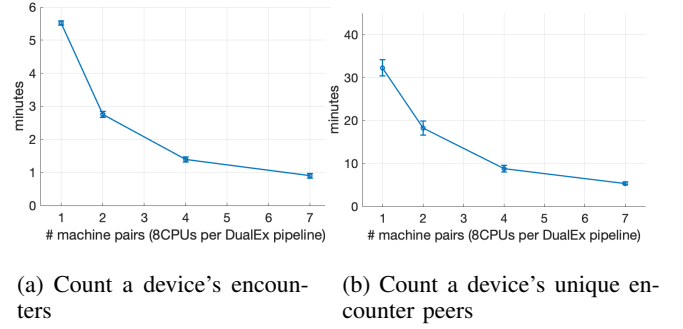 6
5
4
3
2
1
0
minutes
1 2 3 4 5 6 7
# machine pairs (8CPUs per DualEx pipeline)
40
30
20
10
0
minutes
1 2 3 4 5 6 7
# machine pairs (8CPUs per DualEx pipeline)
(a) Count a device's encoun-
ters
(b) Count a device's unique en-
counter peers